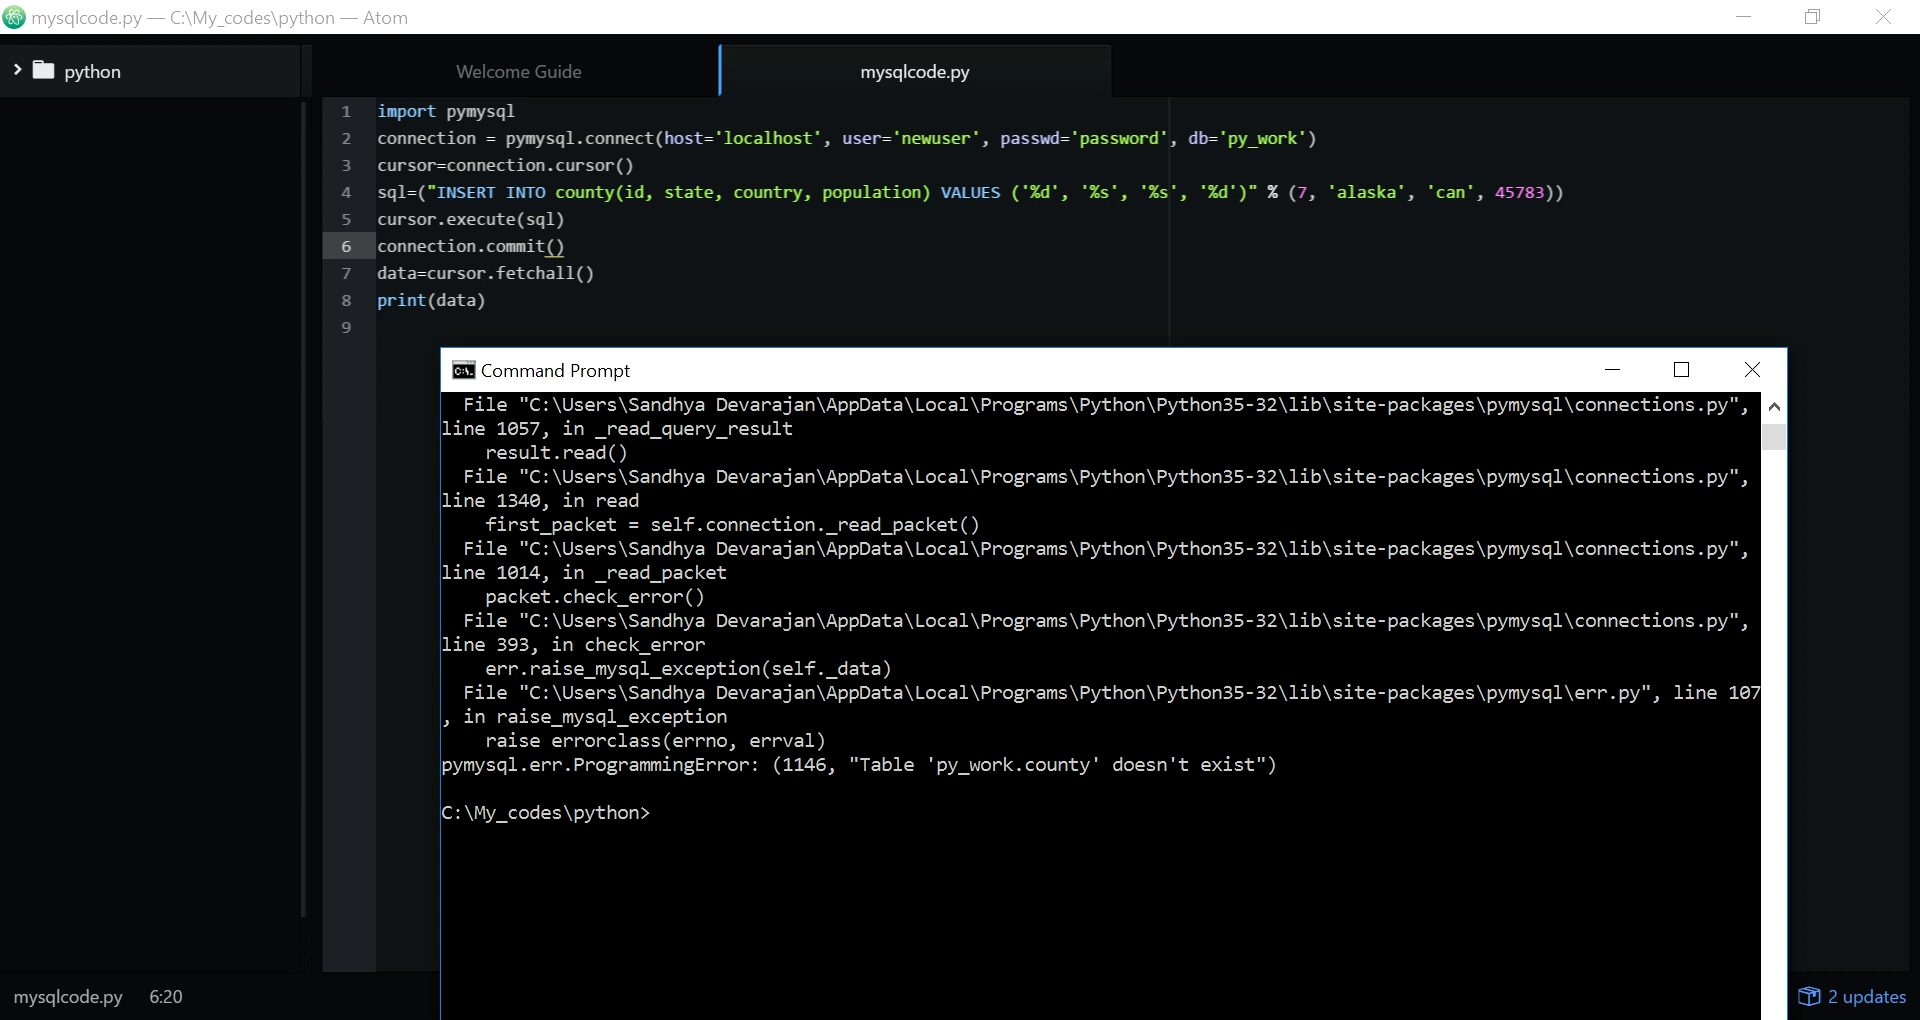 mysqlcode.py — C:\My_codes\python — Atom
python
Welcome Guide
mysqlcode.py
1 import pymysql
2 connection = pymysql.connect(host='localhost', user='newuser', passwd='password', db='py_work')
3 cursor=connection.cursor()
4 sql=("INSERT INTO county(id, state, country, population) VALUES ('%d', '%s', '%s', '%d')" % (7, 'alaska', 'can', 45783))
5 cursor.execute(sql)
6 connection.commit()
7 data=cursor.fetchall()
8 print(data)
9
Command Prompt
File "C:\Users\Sandhya Devarajan\AppData\Local\Programs\Python\Python35-32\lib\site-packages\pymysql\connections.py",
line 1057, in _read_query_result
result.read()
File "C:\Users\Sandhya Devarajan\AppData\Local\Programs\Python\Python35-32\lib\site-packages\pymysql\connections.py",
line 1340, in read
first_packet = self.connection._read_packet()
File "C:\Users\Sandhya Devarajan\AppData\Local\Programs\Python\Python35-32\lib\site-packages\pymysql\connections.py",
line 1014, in _read_packet
packet.check_error()
File "C:\Users\Sandhya Devarajan\AppData\Local\Programs\Python\Python35-32\lib\site-packages\pymysql\connections.py",
line 393, in check_error
err.raise_mysql_exception(self._data)
File "C:\Users\Sandhya Devarajan\AppData\Local\Programs\Python\Python35-32\lib\site-packages\pymysql\err.py", line 107
, in raise_mysql_exception
raise errorclass(errno, errval)
pymysql.err.ProgrammingError: (1146, "Table 'py_work.county' doesn't exist")
C:\My_codes\python>
mysqlcode.py 6:20
2 updates